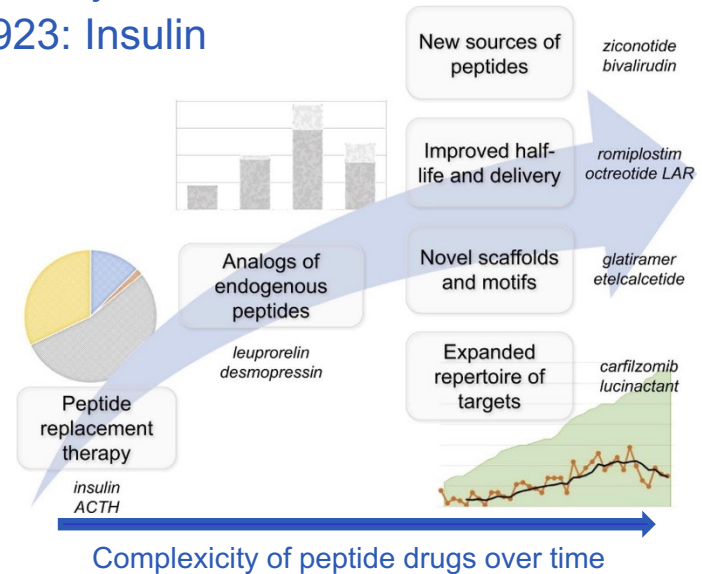 923: Insulin
New sources of
peptides
ziconotide
bivalirudin
Improved half-
life and delivery
romiplostim
octreotide LAR
Analogs of
endogenous
peptides
leuprorelin
desmopressin
Novel scaffolds
and motifs
glatiramer
etelcalcetide
Expanded
repertoire of
targets
carfilzomib
lucinactant
Peptide
replacement
therapy
insulin
ACTH
Complexicity of peptide drugs over time